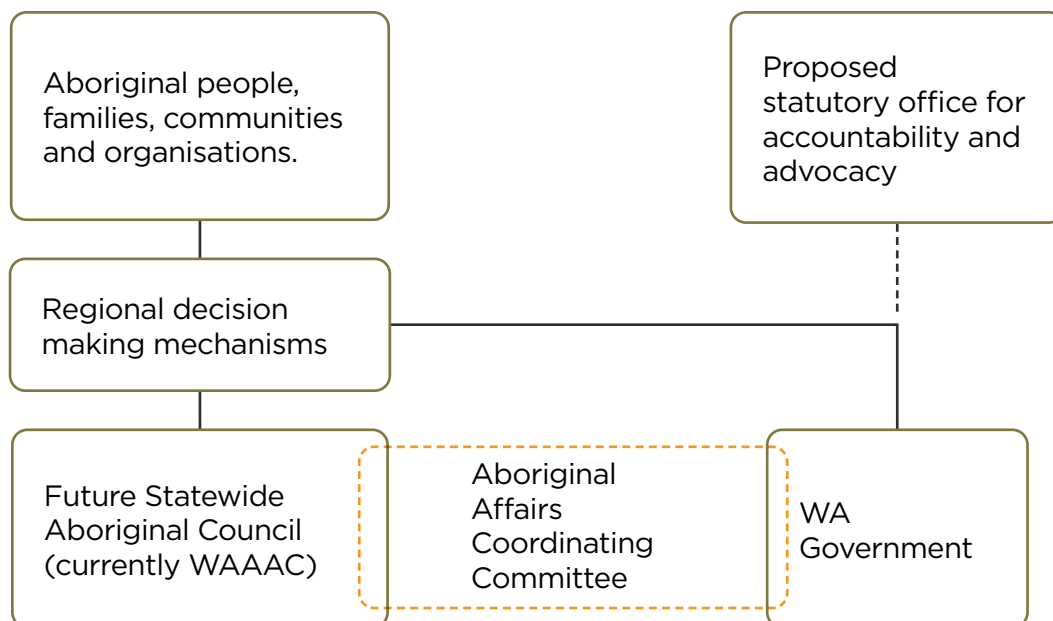 Aboriginal people,
families, communities
and organisations.
Proposed
statutory office for
accountability and
advocacy
Regional decision
making mechanisms
Future Statewide
Aboriginal Council
(currently WAAAC)
Aboriginal
Affairs
Coordinating
Committee
WA
Government